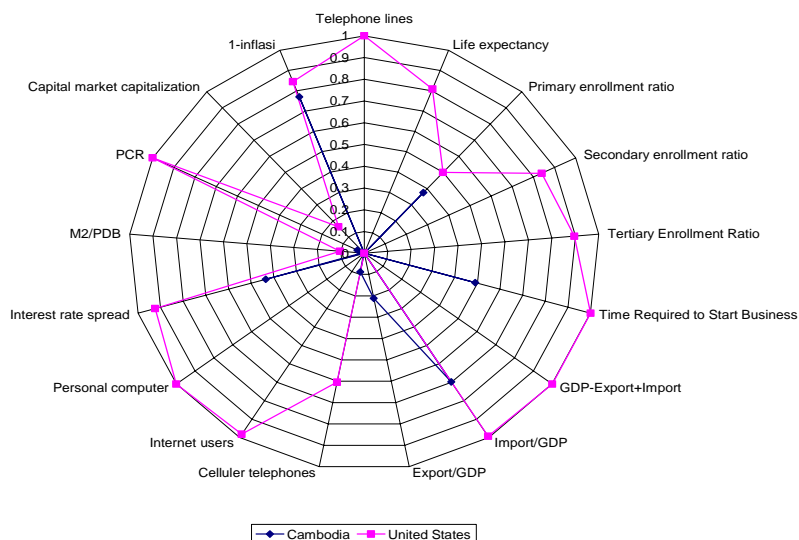 Telephone lines
1-inflasi
Life expectancy
Capital market capitalization
Primary enrollment ratio
PCR
Secondary enrollment ratio
M2/PDB
Tertiary Enrollment Ratio
Interest rate spread
Time Required to Start Business
Personal computer
GDP-Export+Import
Internet users
Import/GDP
Celluler telephones
Export/GDP
1
0.9
0.8
0.7
0.6
0.5
0.4
0.3
0.2
0.1
0
Cambodia
United States